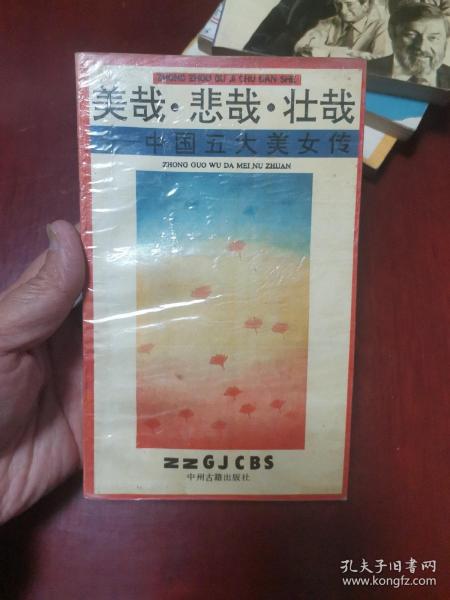 ZHONG ZHOU GU JI CHU BAN SHE
美哉·悲哉·壮哉
——中国五大美女传
ZHONG GUO WU DA MEI NU ZHUAN
ZZGJCBS
中州古籍出版社
孔夫子旧书网
www.kongfz.com